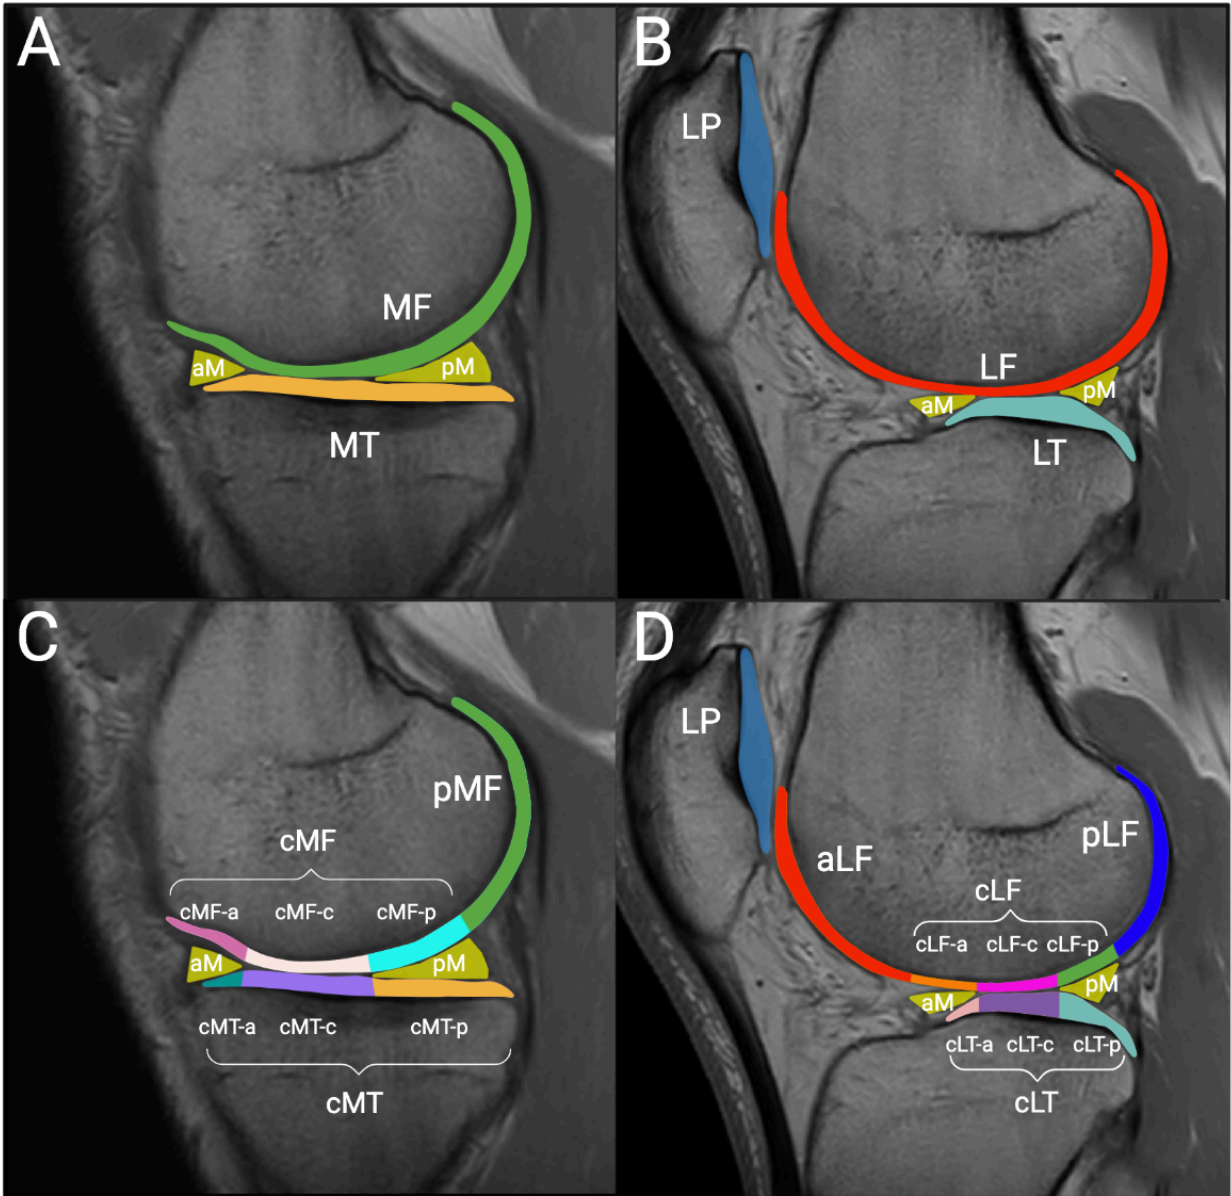 A
MF
aM
pM
MT
B
LP
LF
aM
pM
LT
C
pMF
cMF
cMF-a cMF-c cMF-p
aM
pM
cMT-a cMT-c cMT-p
cMT
D
LP
aLF
pLF
cLF
cLF-a cLF-c cLF-p
aM
pM
cLT-a cLT-c cLT-p
cLT